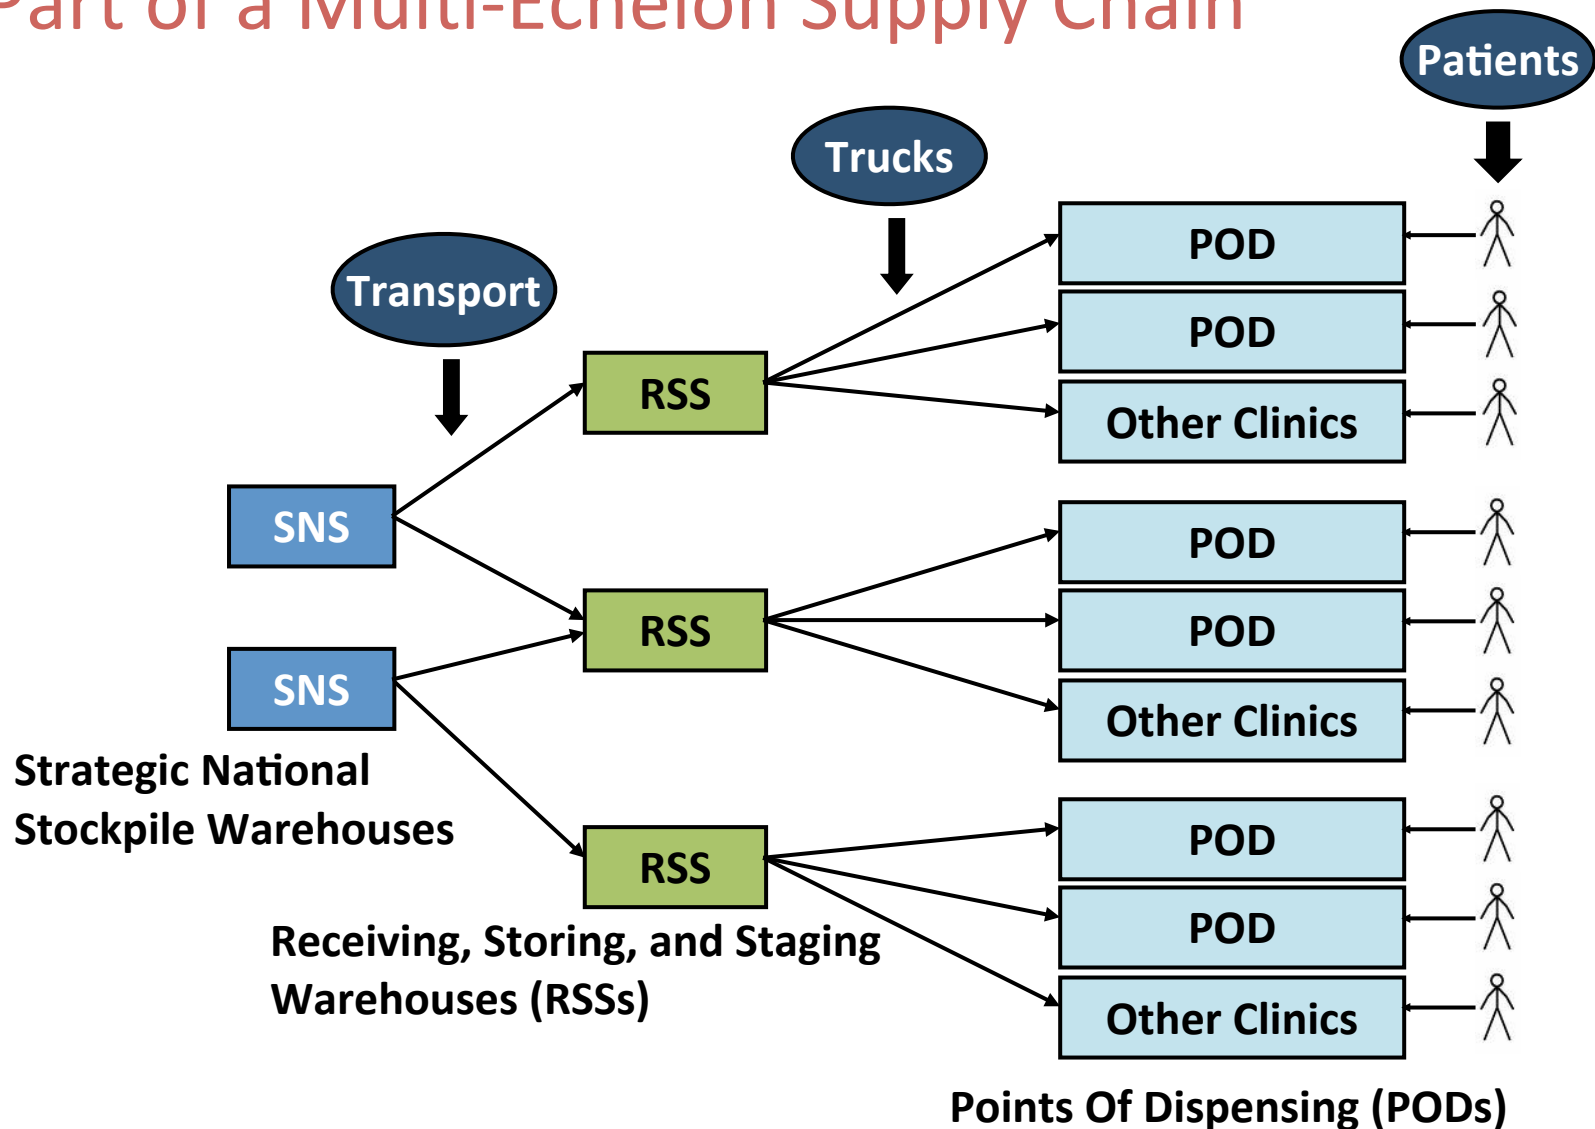 Part of a Multi-Echelon Supply Chain
Patients
Trucks
Transport
POD
POD
Other Clinics
RSS
SNS
POD
POD
Other Clinics
RSS
SNS
Strategic National
Stockpile Warehouses
POD
POD
Other Clinics
RSS
Receiving, Storing, and Staging
Warehouses (RSSs)
Points Of Dispensing (PODs)